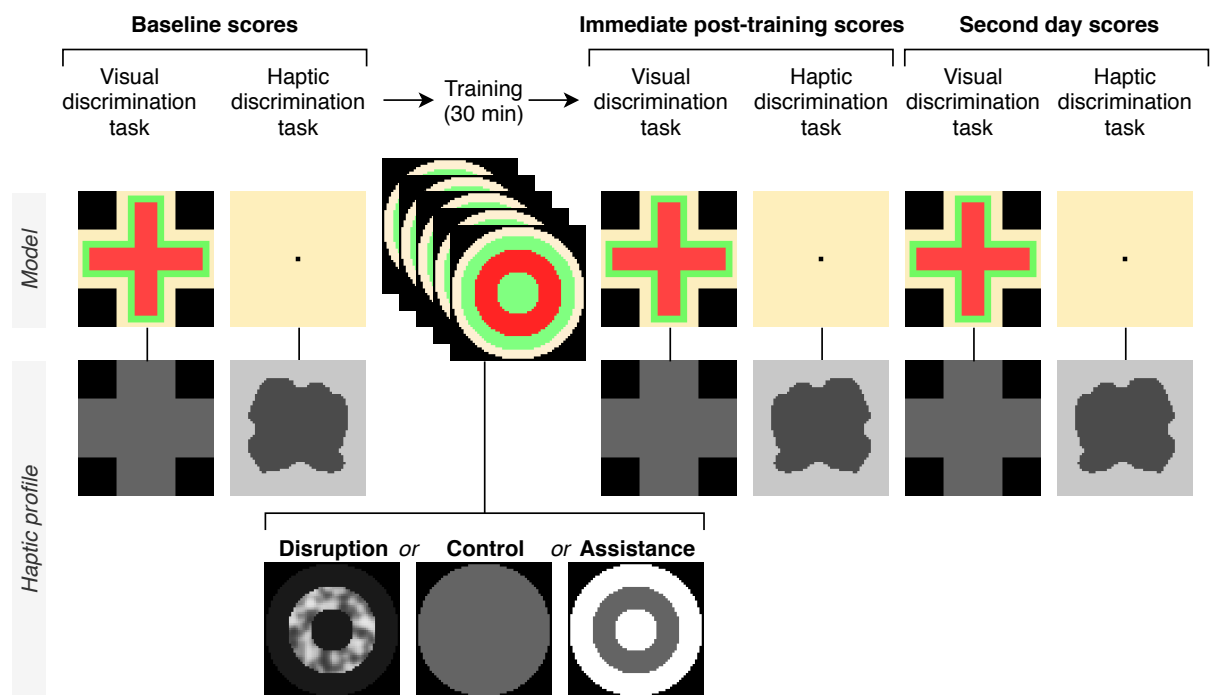 Baseline scores
Immediate post-training scores
Second day scores
Visual discrimination task
Haptic discrimination task
Training (30 min)
Visual discrimination task
Haptic discrimination task
Visual discrimination task
Haptic discrimination task
Model
Haptic profile
Disruption or Control or Assistance